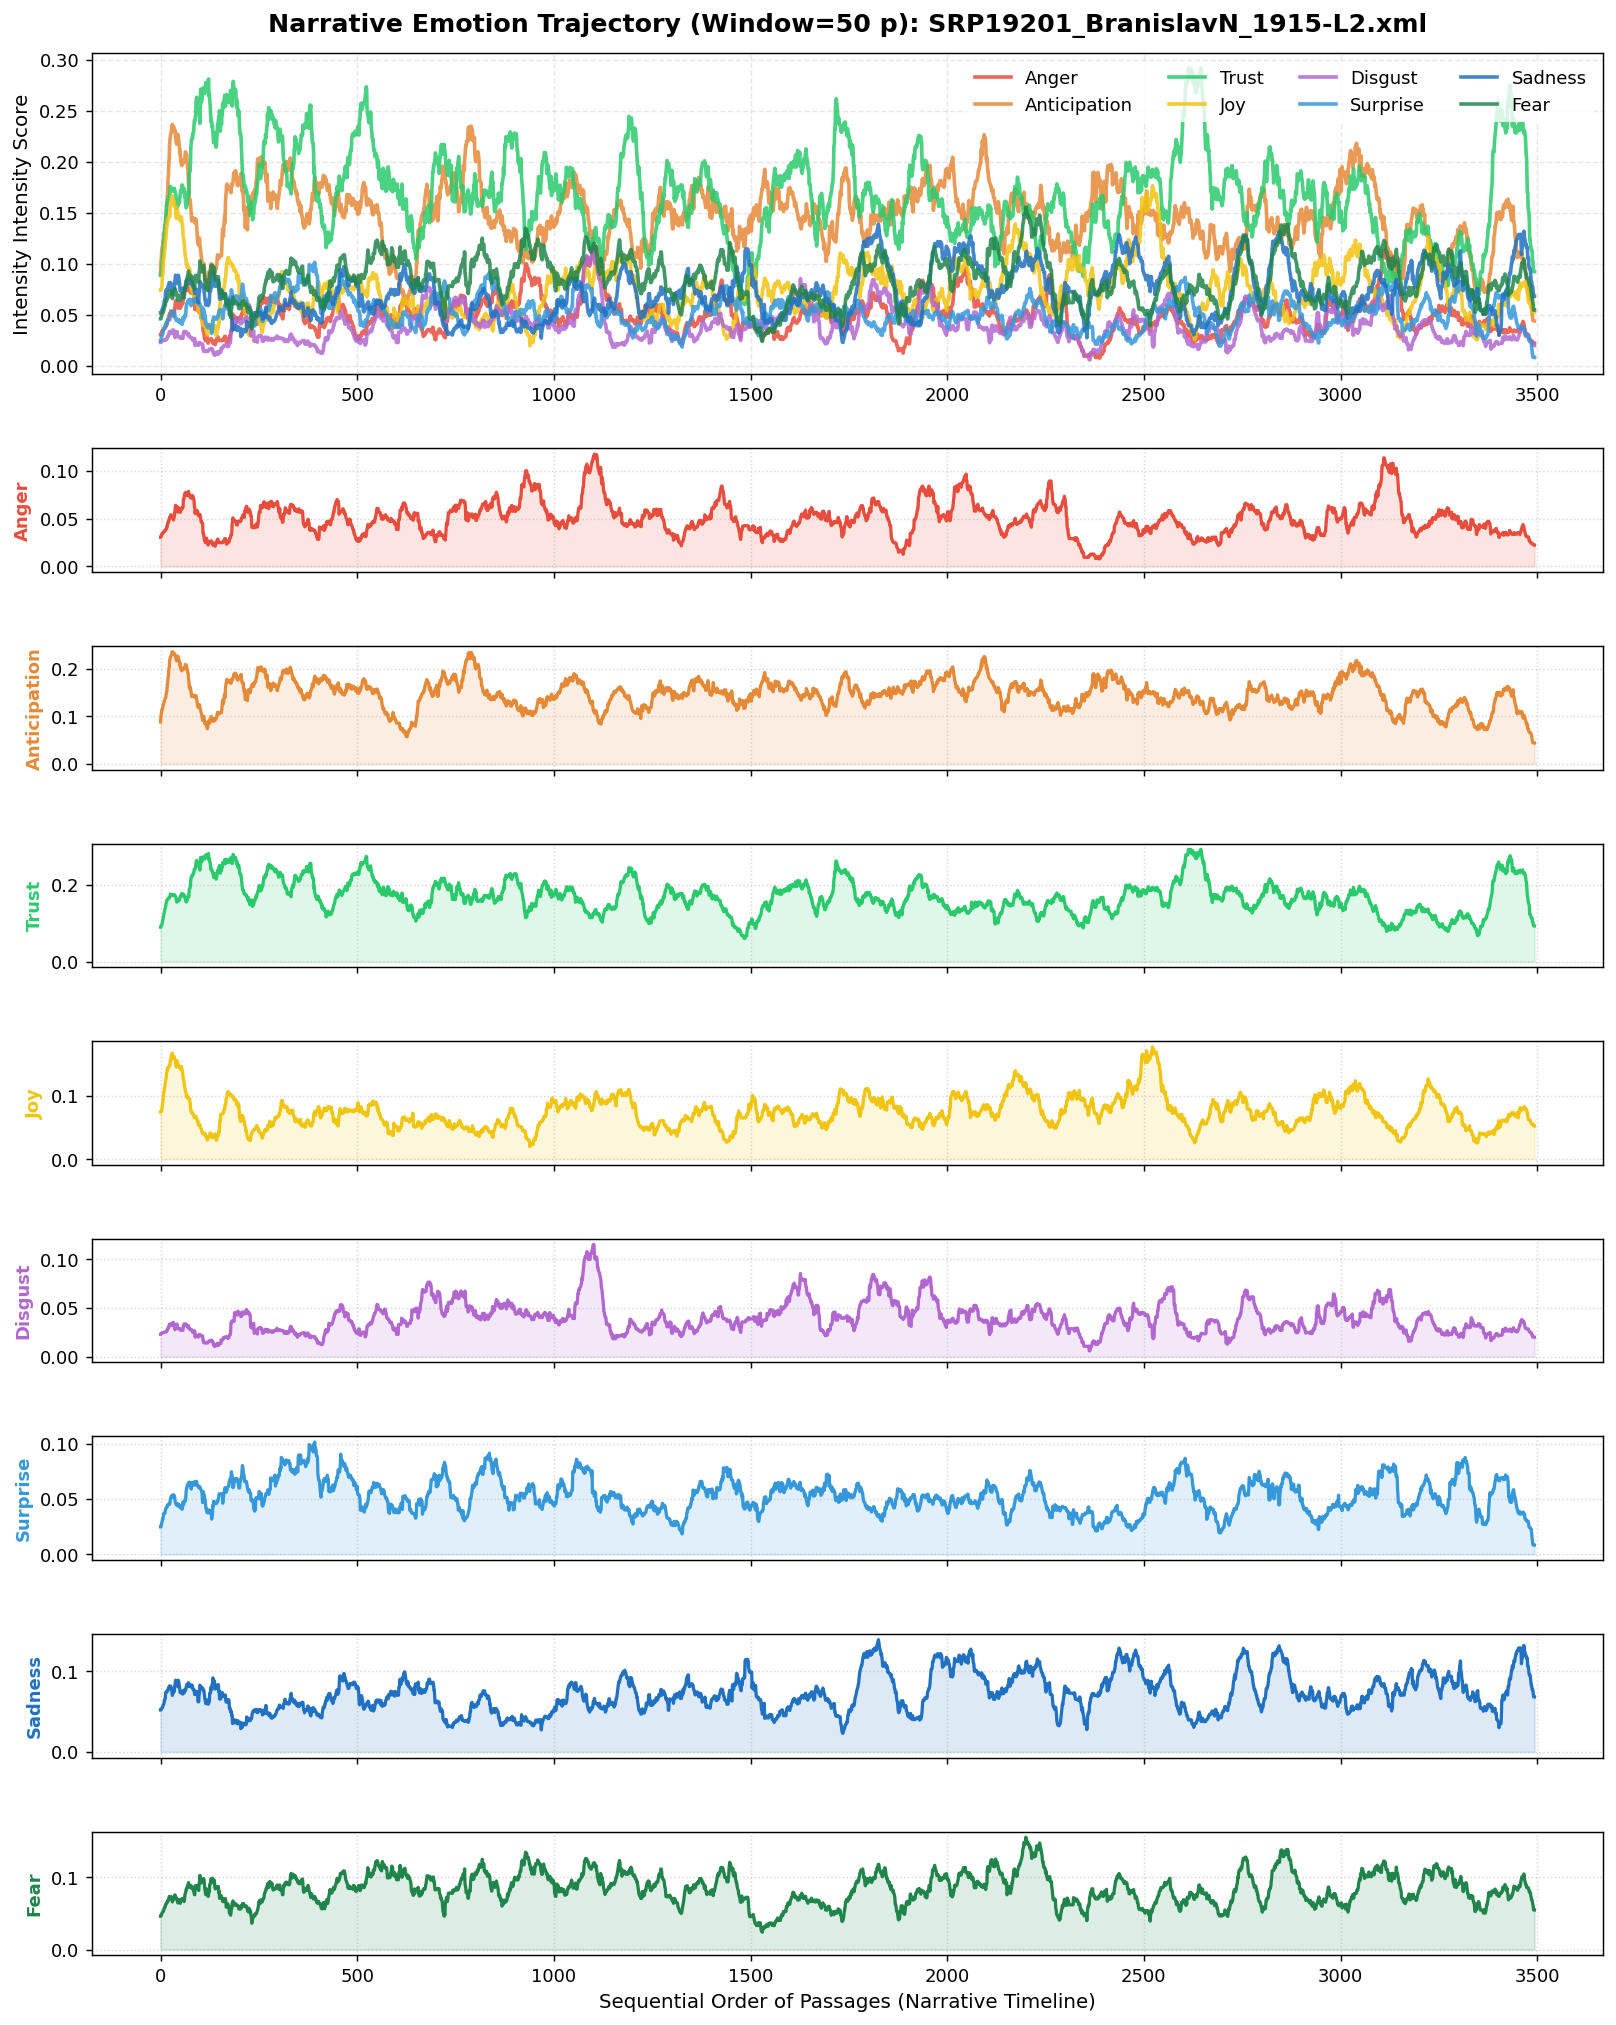 Narrative Emotion Trajectory (Window=50 p): SRP19201_BranislavN_1915-L2.xml
Intensity Intensity Score
0.30
0.25
0.20
0.15
0.10
0.05
0.00
Anger Trust Disgust Sadness
Anticipation Joy Surprise Fear
0 500 1000 1500 2000 2500 3000 3500
Anger
0.10
0.05
0.00
Anticipation
0.2
0.1
0.0
Trust
0.2
0.0
Joy
0.1
0.0
Disgust
0.10
0.05
0.00
Surprise
0.10
0.05
0.00
Sadness
0.1
0.0
Fear
0.1
0.0
0 500 1000 1500 2000 2500 3000 3500
Sequential Order of Passages (Narrative Timeline)